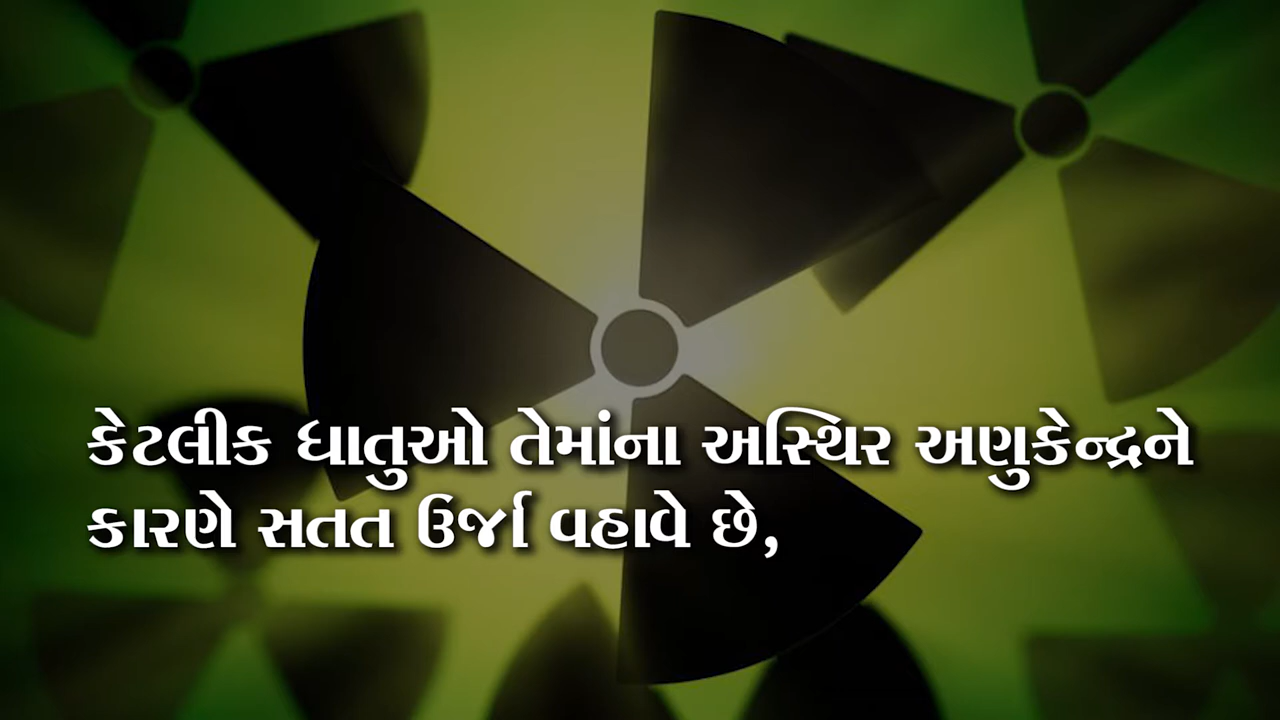 કેટલીક ધાતુઓ તેમાંના અસ્થિર અણુકેન્દ્રને
કારણે સતત ઉર્જા વહાવે છે,